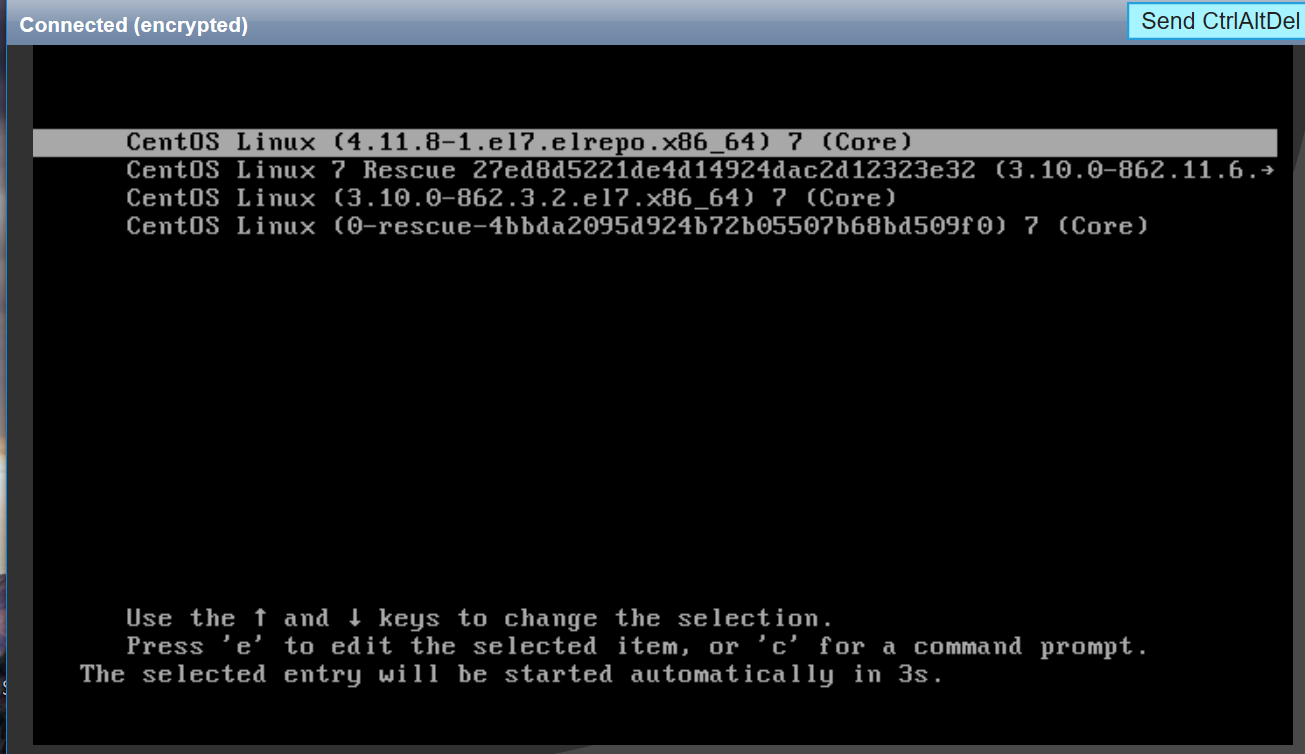 Connected (encrypted)
Send CtrlAltDel
CentOS Linux (4.11.8-1.el7.elrepo.x86_64) 7 (Core)
CentOS Linux 7 Rescue 27ed8d5221de4d14924dac2d12323e32 (3.10.0-862.11.6.→
CentOS Linux (3.10.0-862.3.2.el7.x86_64) 7 (Core)
CentOS Linux (0-rescue-4bbda2095d924b72b05507b68bd509f0) 7 (Core)
Use the ↑ and ↓ keys to change the selection.
Press 'e' to edit the selected item, or 'c' for a command prompt.
The selected entry will be started automatically in 3s.